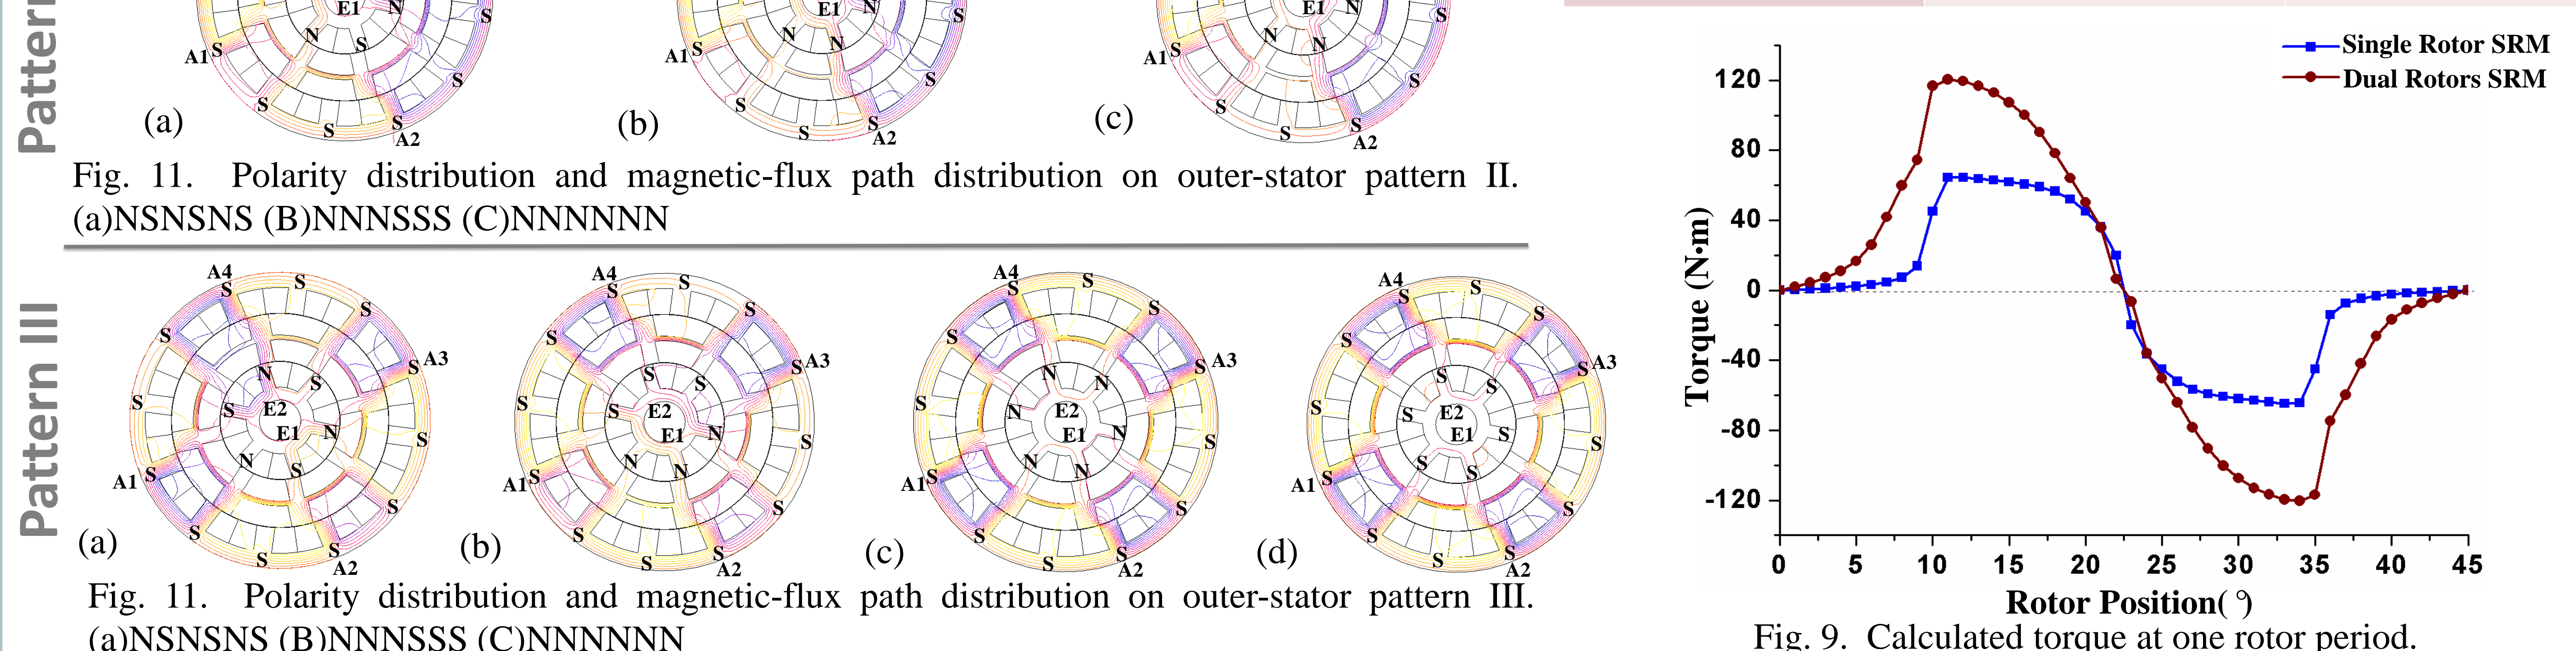 Pattern
E1 N
N S
A1 S
S
S
S
S
S A2
(a)
E1 N
N N
A1 S
S
S
S
S
S A2
(b)
E1 N
N N
A1 S
S
S
S
S
S A2
(c)
Fig. 11. Polarity distribution and magnetic-flux path distribution on outer-stator pattern II.
(a)NSNSNS (B)NNNSSS (C)NNNNNN
Pattern III
A4 S S
S S
A3 S
N S
S E2
E1 N
S S
N S
A1 S
S S
S S A2
(a)
A4 S S
S S
A3 S
S S
S E2
E1 N
S S
N N
A1 S
S S
S S A2
(b)
A4 S S
S S
A3 S
N N
N E2
E1 N
S S
N N
A1 S
S S
S S A2
(c)
A4 S S
S S
A3 S
S S
S E2
E1 S
S S
S S
A1 S
S S
S S A2
(d)
Fig. 11. Polarity distribution and magnetic-flux path distribution on outer-stator pattern III.
(a)NSNSNS (B)NNNSSS (C)NNNNNN
Single Rotor SRM
Dual Rotors SRM
Torque (N·m)
120
80
40
0
-40
-80
-120
0 5 10 15 20 25 30 35 40 45
Rotor Position( °)
Fig. 9. Calculated torque at one rotor period.